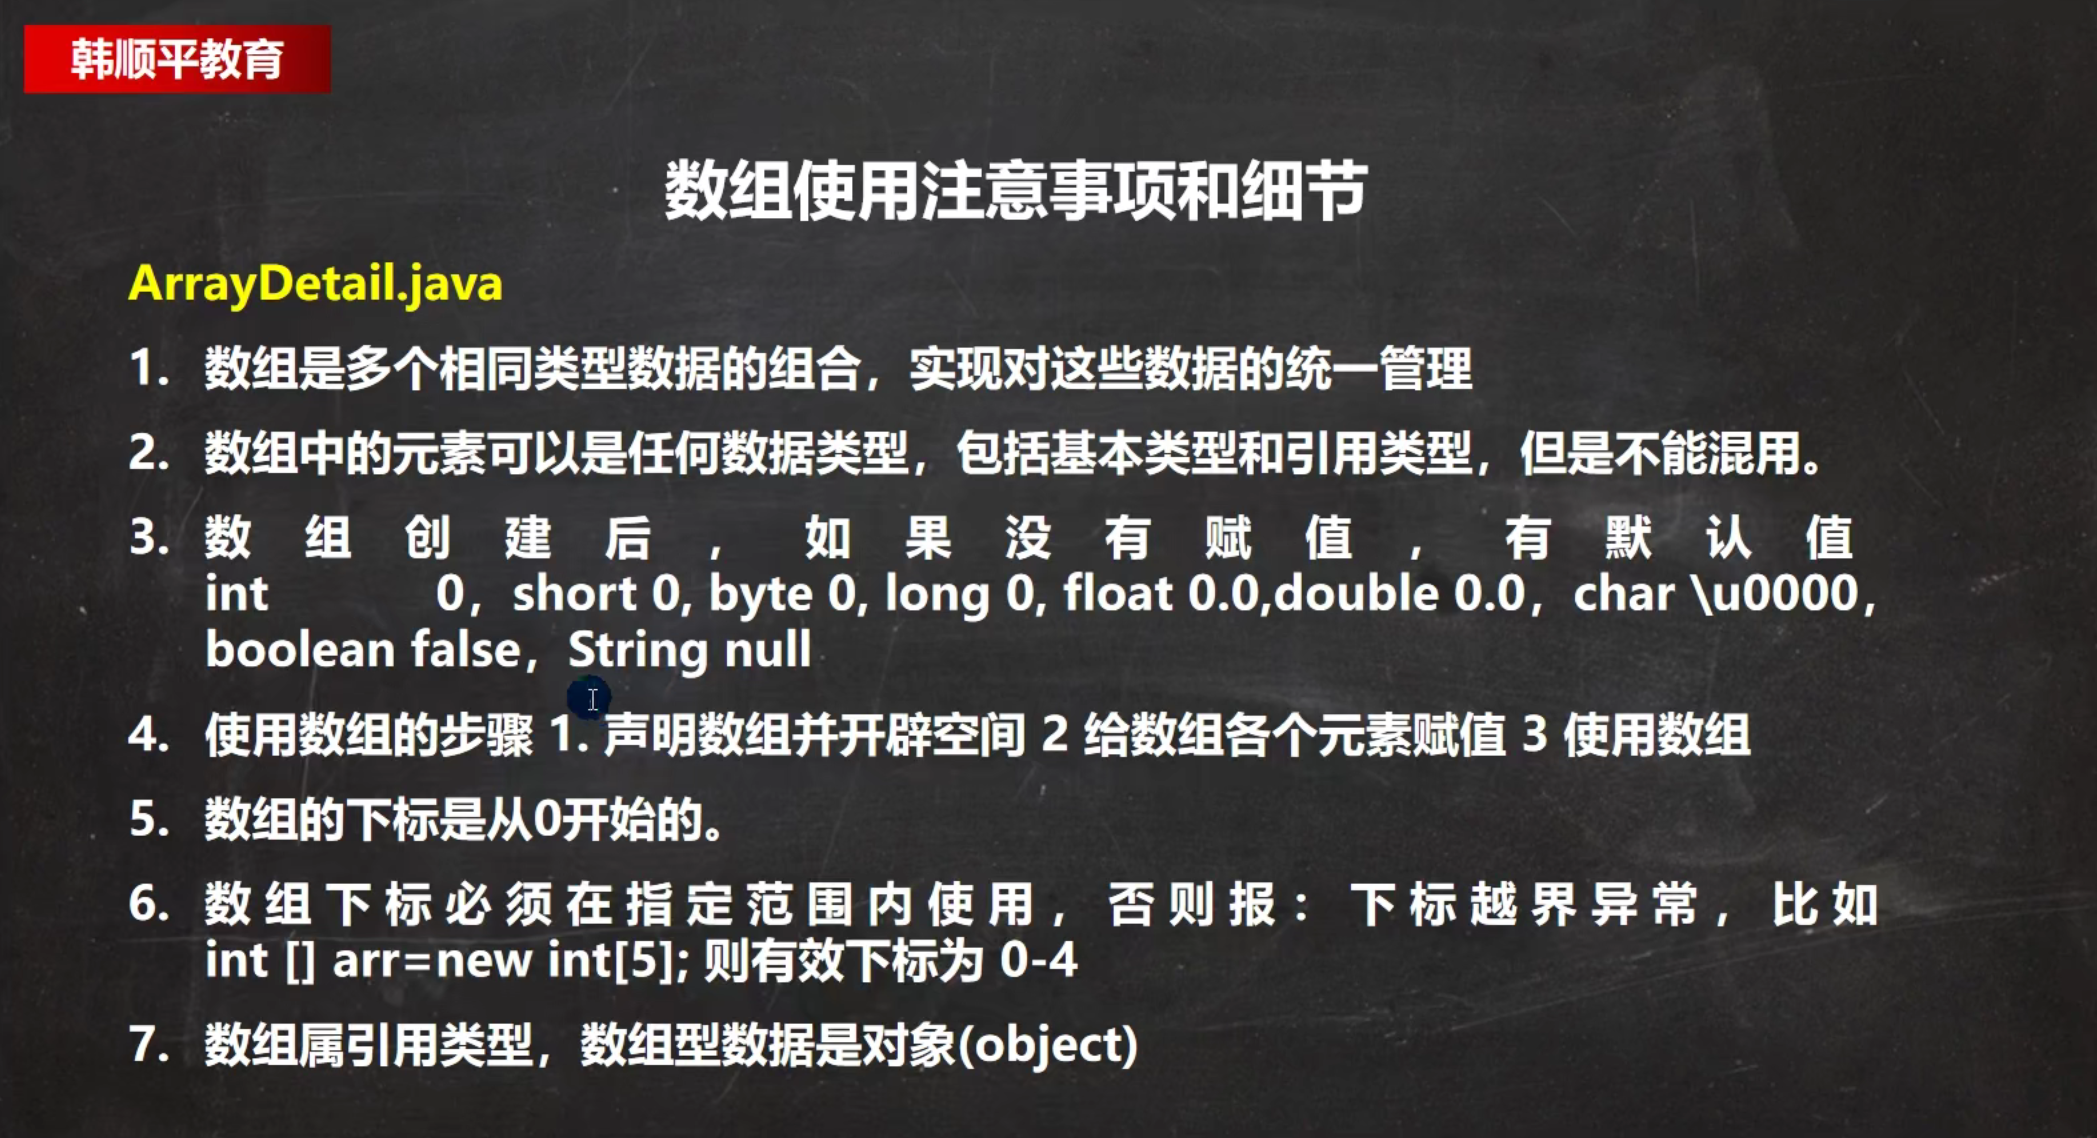 韩顺平教育
数组使用注意事项和细节
ArrayDetail.java
1. 数组是多个相同类型数据的组合，实现对这些数据的统一管理
2. 数组中的元素可以是任何数据类型，包括基本类型和引用类型，但是不能混用。
3. 数组创建后，如果没有赋值，有默认值
int 0，short 0, byte 0, long 0, float 0.0,double 0.0，char \u0000，
boolean false，String null
4. 使用数组的步骤 1. 声明数组并开辟空间 2 给数组各个元素赋值 3 使用数组
5. 数组的下标是从0开始的。
6. 数组下标必须在指定范围内使用，否则报：下标越界异常，比如
int [] arr=new int[5]; 则有效下标为 0-4
7. 数组属引用类型，数组型数据是对象(object)